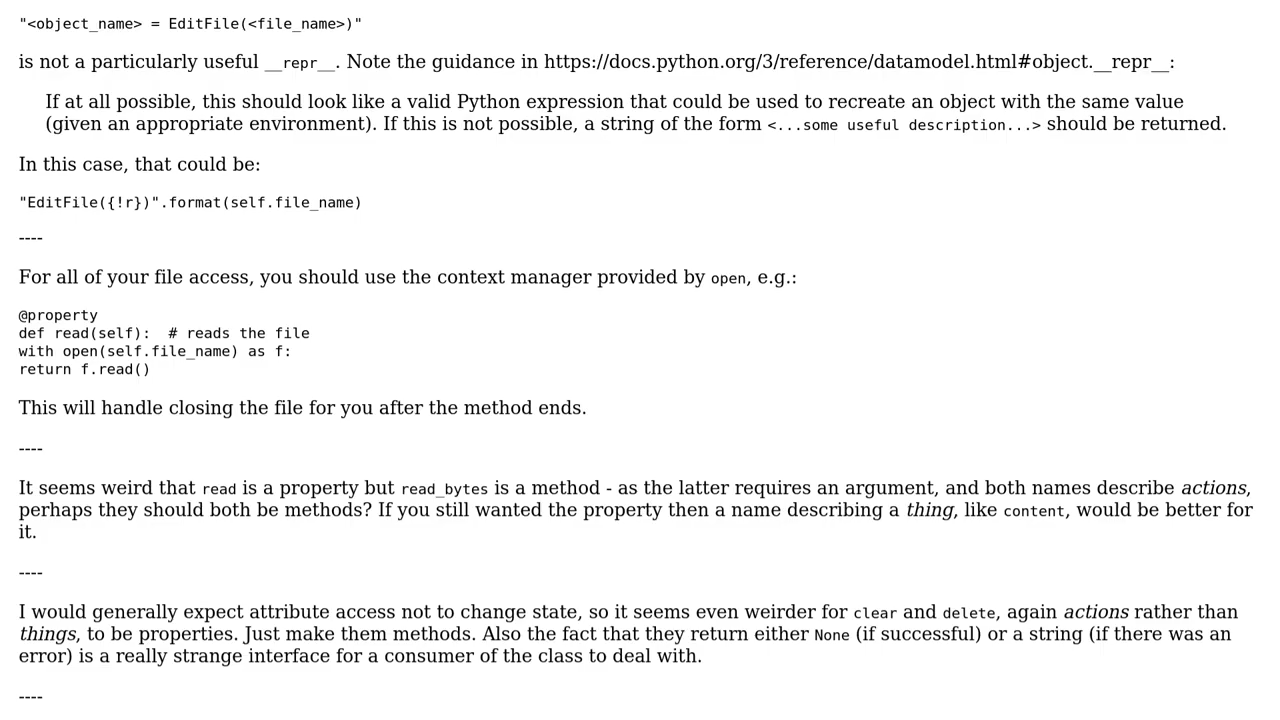 "<object_name> = EditFile(<file_name>)"
is not a particularly useful __repr__. Note the guidance in https://docs.python.org/3/reference/datamodel.html#object.__repr__:
If at all possible, this should look like a valid Python expression that could be used to recreate an object with the same value
(given an appropriate environment). If this is not possible, a string of the form <...some useful description...> should be returned.
In this case, that could be:
"EditFile({!r})".format(self.file_name)
----
For all of your file access, you should use the context manager provided by open, e.g.:
@property
def read(self):  # reads the file
with open(self.file_name) as f:
return f.read()
This will handle closing the file for you after the method ends.
----
It seems weird that read is a property but read_bytes is a method - as the latter requires an argument, and both names describe actions,
perhaps they should both be methods? If you still wanted the property then a name describing a thing, like content, would be better for
it.
----
I would generally expect attribute access not to change state, so it seems even weirder for clear and delete, again actions rather than
things, to be properties. Just make them methods. Also the fact that they return either None (if successful) or a string (if there was an
error) is a really strange interface for a consumer of the class to deal with.
----